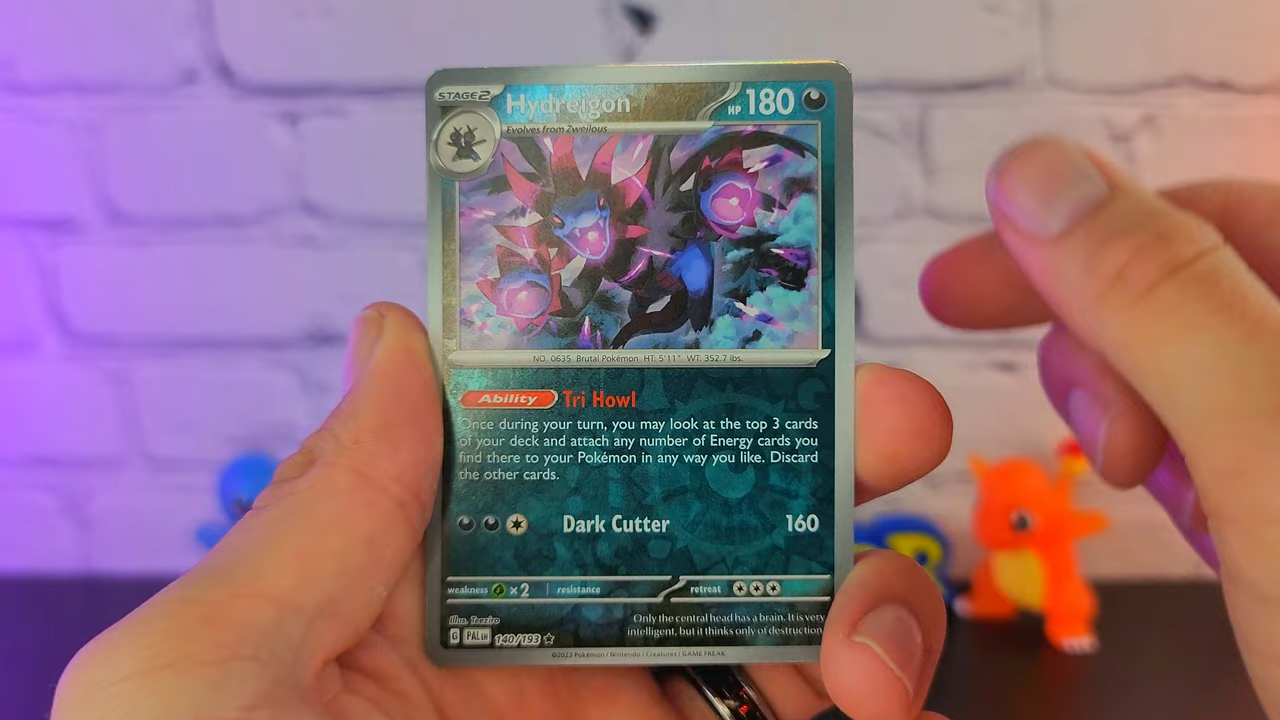 STAGE2 Hydreigon HP 180
Evolves from Zweilous
NO. 0635 Brutal Pokémon HT: 5'11" WT: 352.7 lbs.
Ability Tri Howl
Once during your turn, you may look at the top 3 cards
of your deck and attach any number of Energy cards you
find there to your Pokémon in any way you like. Discard
the other cards.
Dark Cutter 160
weakness ×2 resistance retreat
Illus. Teeziro
Only the central head has a brain. It is very
intelligent, but it thinks only of destruction.
G PAL EN 140/193
©2023 Pokémon / Nintendo / Creatures / GAME FREAK